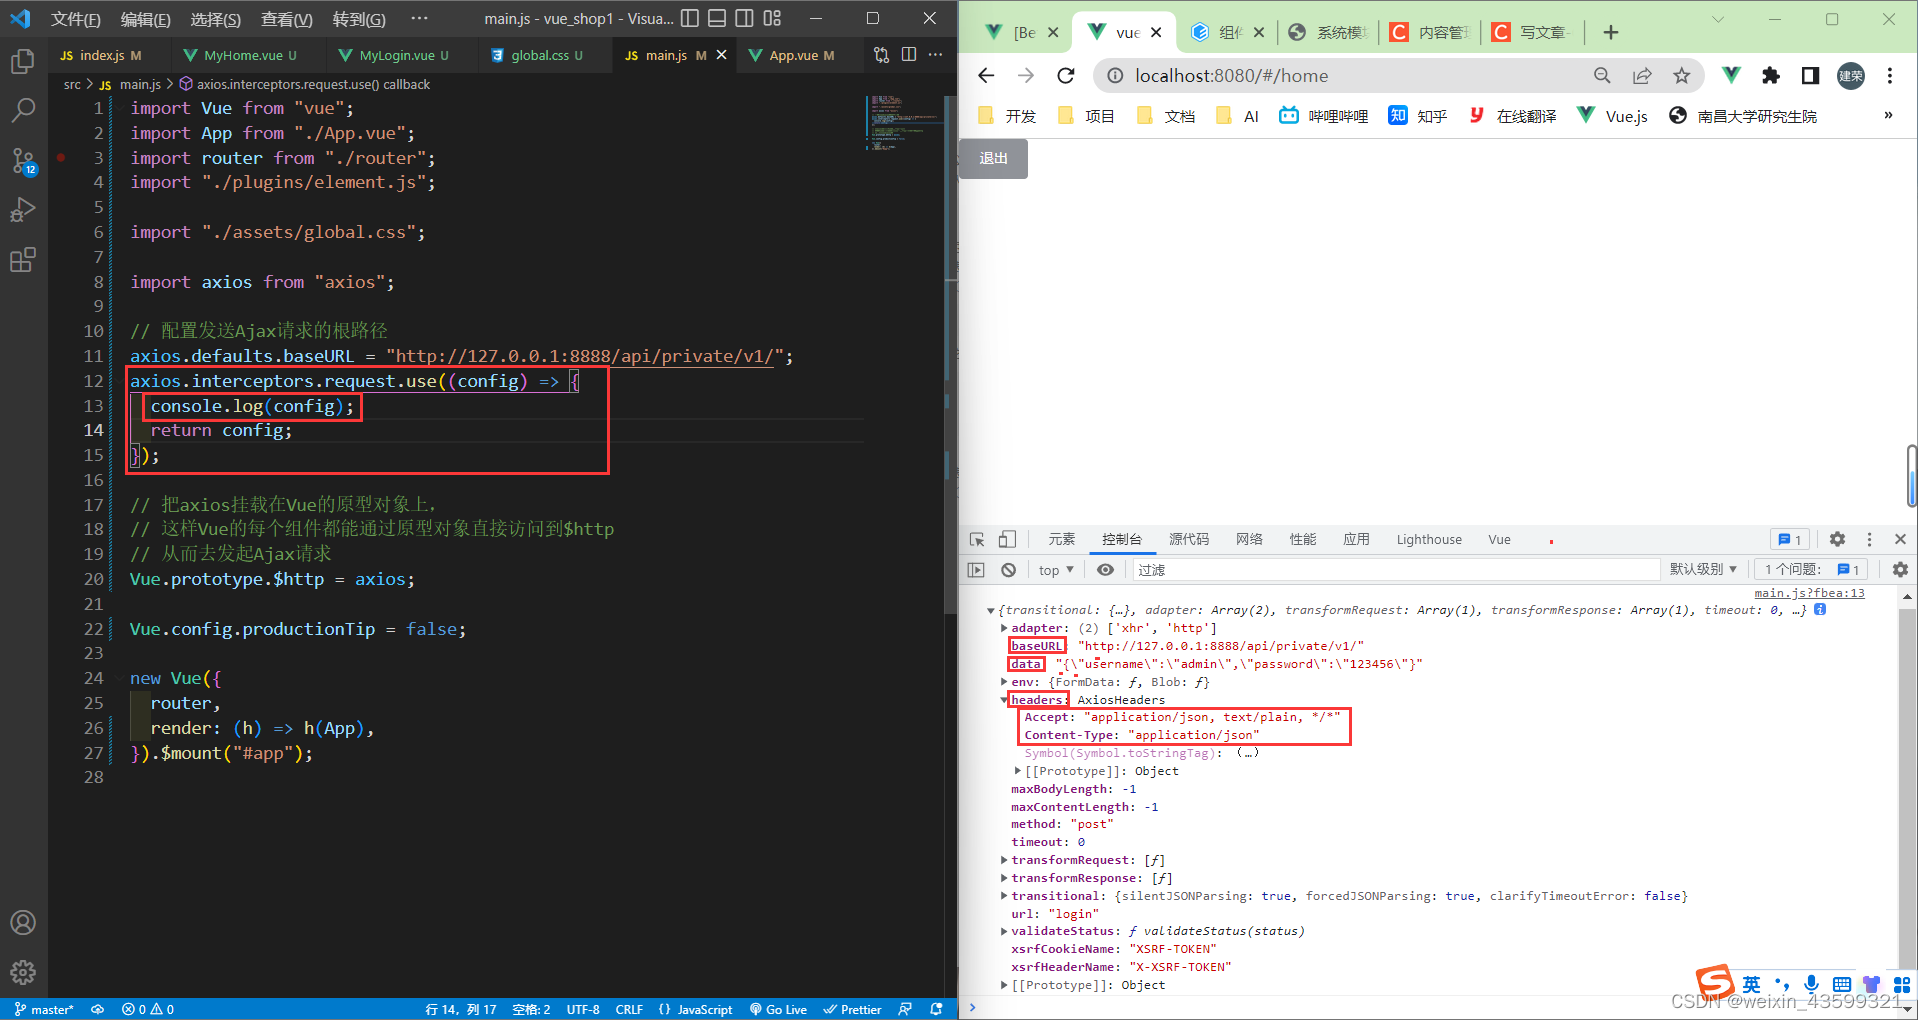 文件(F) 编辑(E) 选择(S) 查看(V) 转到(G) ··· main.js - vue_shop1 - Visua...
JS index.js M MyHome.vue U MyLogin.vue U global.css U JS main.js M App.vue M
src > JS main.js > axios.interceptors.request.use() callback
12
1 import Vue from "vue";
2 import App from "./App.vue";
3 import router from "./router";
4 import "./plugins/element.js";
5
6 import "./assets/global.css";
7
8 import axios from "axios";
9
10 // 配置发送Ajax请求的根路径
11 axios.defaults.baseURL = "http://127.0.0.1:8888/api/private/v1/";
12 axios.interceptors.request.use((config) => {
13 console.log(config);
14 return config;
15 });
16
17 // 把axios挂载在Vue的原型对象上,
18 // 这样Vue的每个组件都能通过原型对象直接访问到$http
19 // 从而去发起Ajax请求
20 Vue.prototype.$http = axios;
21
22 Vue.config.productionTip = false;
23
24 new Vue({
25 router,
26 render: (h) => h(App),
27 }).$mount("#app");
28
master* 0 0 行 14，列 17 空格: 2 UTF-8 CRLF {} JavaScript Go Live Prettier
[Be vue 组件 系统模 C 内容管 C 写文章-
localhost:8080/#/home 建荣
开发 项目 文档 AI 哔哩哔哩 知 知乎 在线翻译 Vue.js 南昌大学研究生院 »
退出
元素 控制台 源代码 网络 性能 应用 Lighthouse Vue 1
top 过滤 默认级别 1 个问题: 1
main.js?fbea:13
{transitional: {…}, adapter: Array(2), transformRequest: Array(1), transformResponse: Array(1), timeout: 0, …}
adapter: (2) ['xhr', 'http']
baseURL: "http://127.0.0.1:8888/api/private/v1/"
data: "{\"username\":\"admin\",\"password\":\"123456\"}"
env: {FormData: ƒ, Blob: ƒ}
headers: AxiosHeaders
Accept: "application/json, text/plain, */*"
Content-Type: "application/json"
Symbol(Symbol.toStringTag): (…)
[[Prototype]]: Object
maxBodyLength: -1
maxContentLength: -1
method: "post"
timeout: 0
transformRequest: [ƒ]
transformResponse: [ƒ]
transitional: {silentJSONParsing: true, forcedJSONParsing: true, clarifyTimeoutError: false}
url: "login"
validateStatus: ƒ validateStatus(status)
xsrfCookieName: "XSRF-TOKEN"
xsrfHeaderName: "X-XSRF-TOKEN"
[[Prototype]]: Object
英
CSDN @weixin_43599321